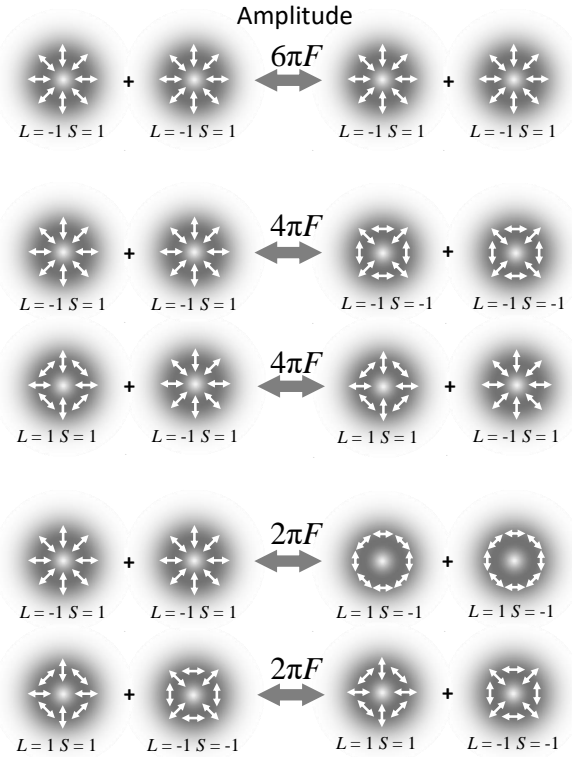 Amplitude
6πF
+ +
L = -1 S = 1 L = -1 S = 1 L = -1 S = 1 L = -1 S = 1
4πF
+ +
L = -1 S = 1 L = -1 S = 1 L = -1 S = -1 L = -1 S = -1
4πF
+ +
L = 1 S = 1 L = -1 S = 1 L = 1 S = 1 L = -1 S = 1
2πF
+ +
L = -1 S = 1 L = -1 S = 1 L = 1 S = -1 L = 1 S = -1
2πF
+ +
L = 1 S = 1 L = -1 S = -1 L = 1 S = 1 L = -1 S = -1